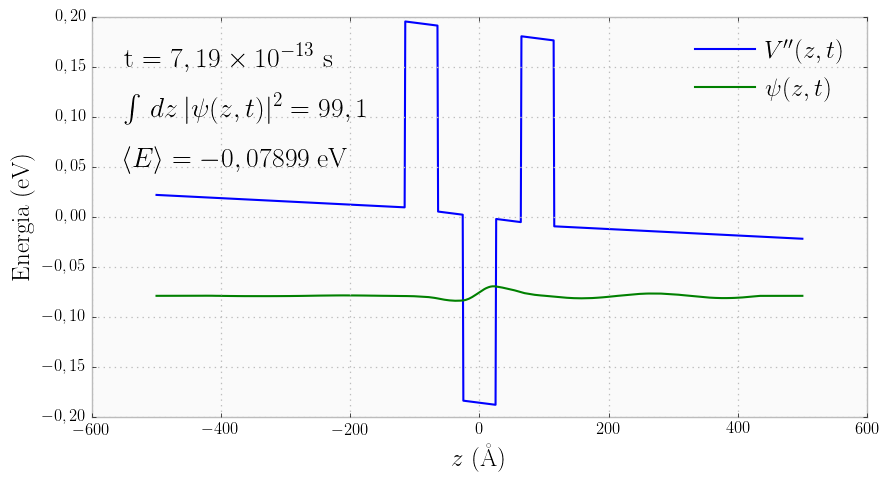 t = 7, 19 × 10⁻¹³ s
∫ dz |ψ(z, t)|² = 99, 1
⟨E⟩ = −0, 07899 eV
V′′(z, t)
ψ(z, t)
Energia (eV)
0, 20
0, 15
0, 10
0, 05
0, 00
−0, 05
−0, 10
−0, 15
−0, 20
−600 −400 −200 0 200 400 600
z (Å)